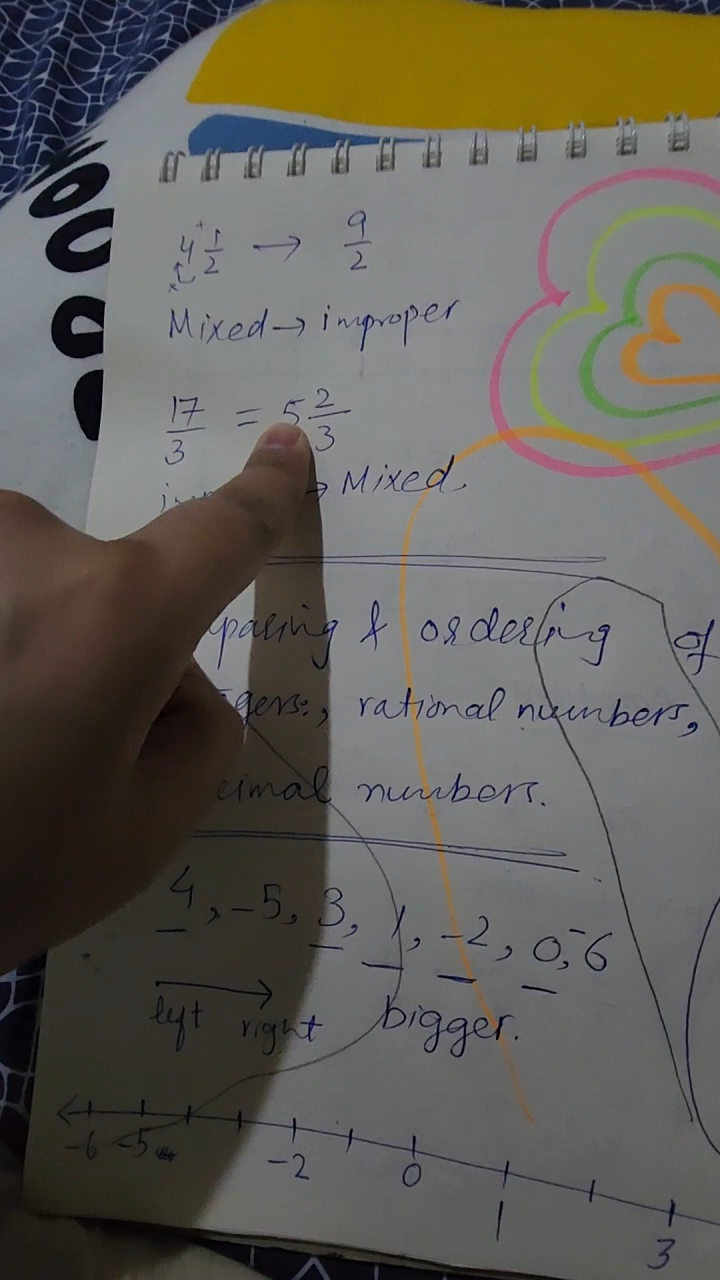 4 1/2 → 9/2
Mixed → improper
17/3 = 5 2/3
→ Mixed.
& ordering of
rational numbers,
numbers.
4, -5, 3, 1, -2, 0, -6
left right bigger.
-6 -5 -2 0 1 3